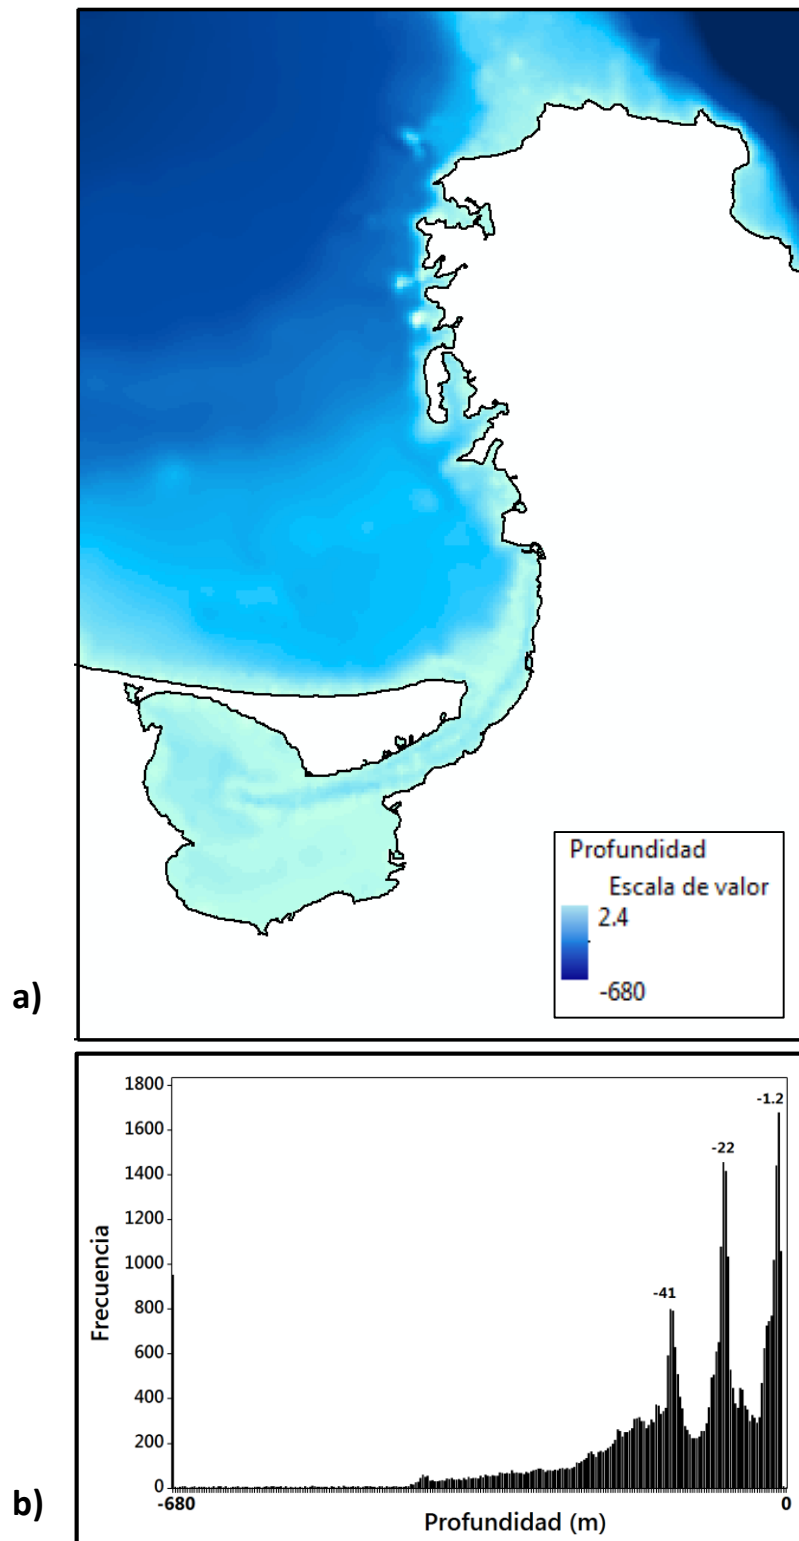 Profundidad
Escala de valor
2.4
-680
a)
1800
1600
1400
1200
1000
800
600
400
200
0
Frecuencia
-41
-22
-1.2
-680
0
Profundidad (m)
b)